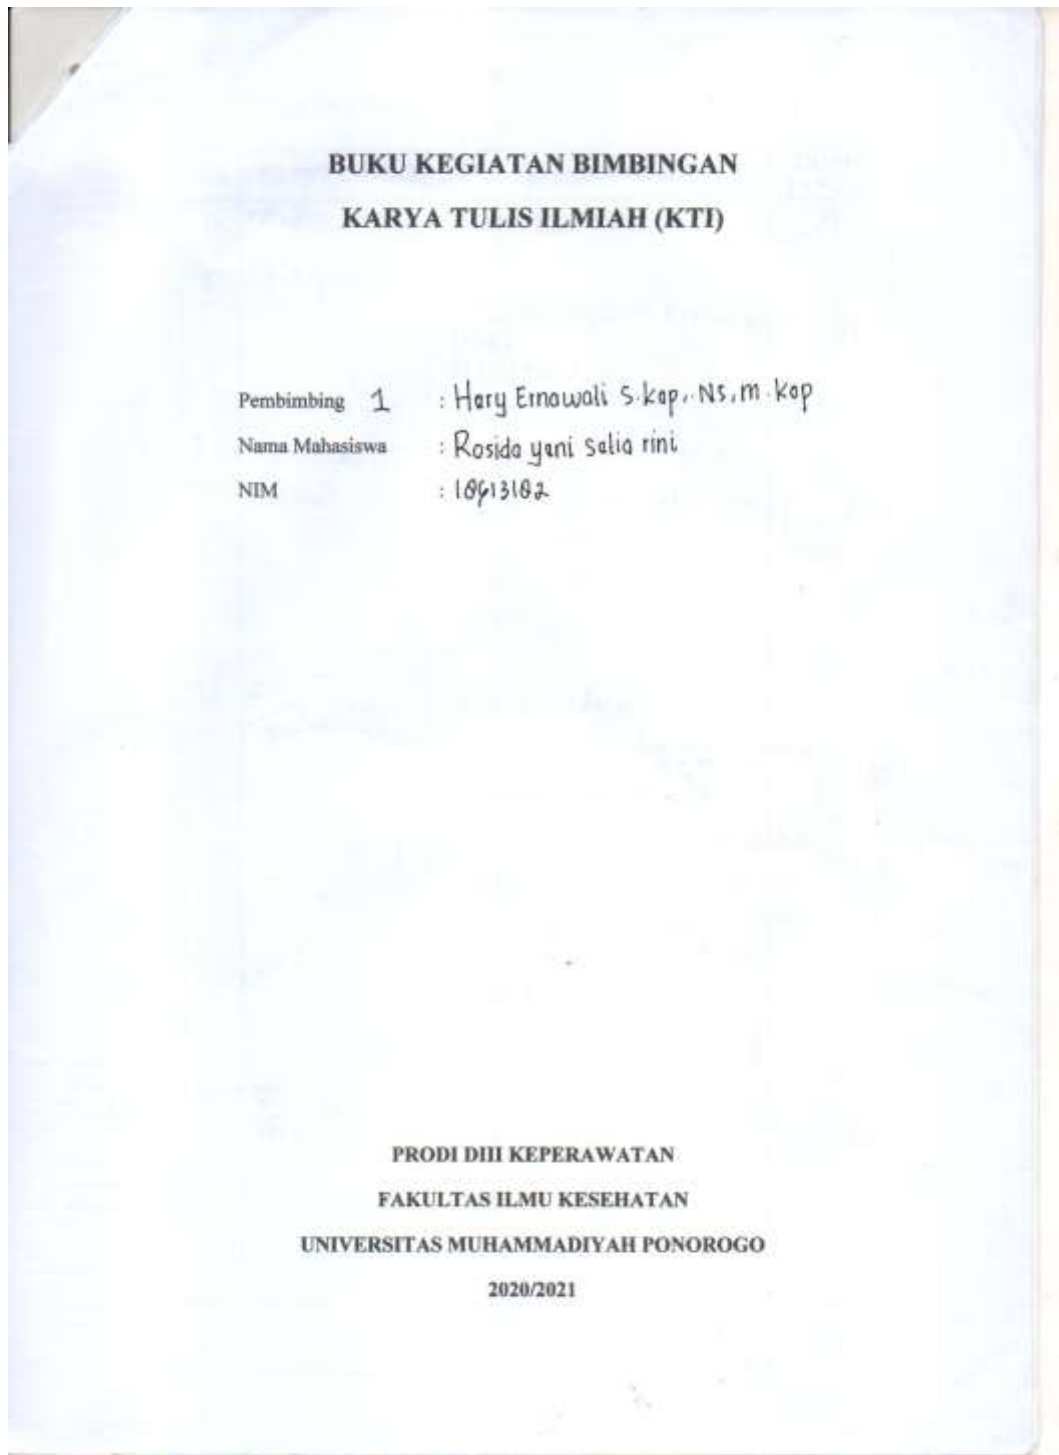 BUKU KEGIATAN BIMBINGAN
KARYA TULIS ILMIAH (KTI)
Pembimbing 1 : Hery Ernawati S.kep,.Ns,m.kep
Nama Mahasiswa : Rosida yani setia rini
NIM : 18613182
PRODI DIII KEPERAWATAN
FAKULTAS ILMU KESEHATAN
UNIVERSITAS MUHAMMADIYAH PONOROGO
2020/2021